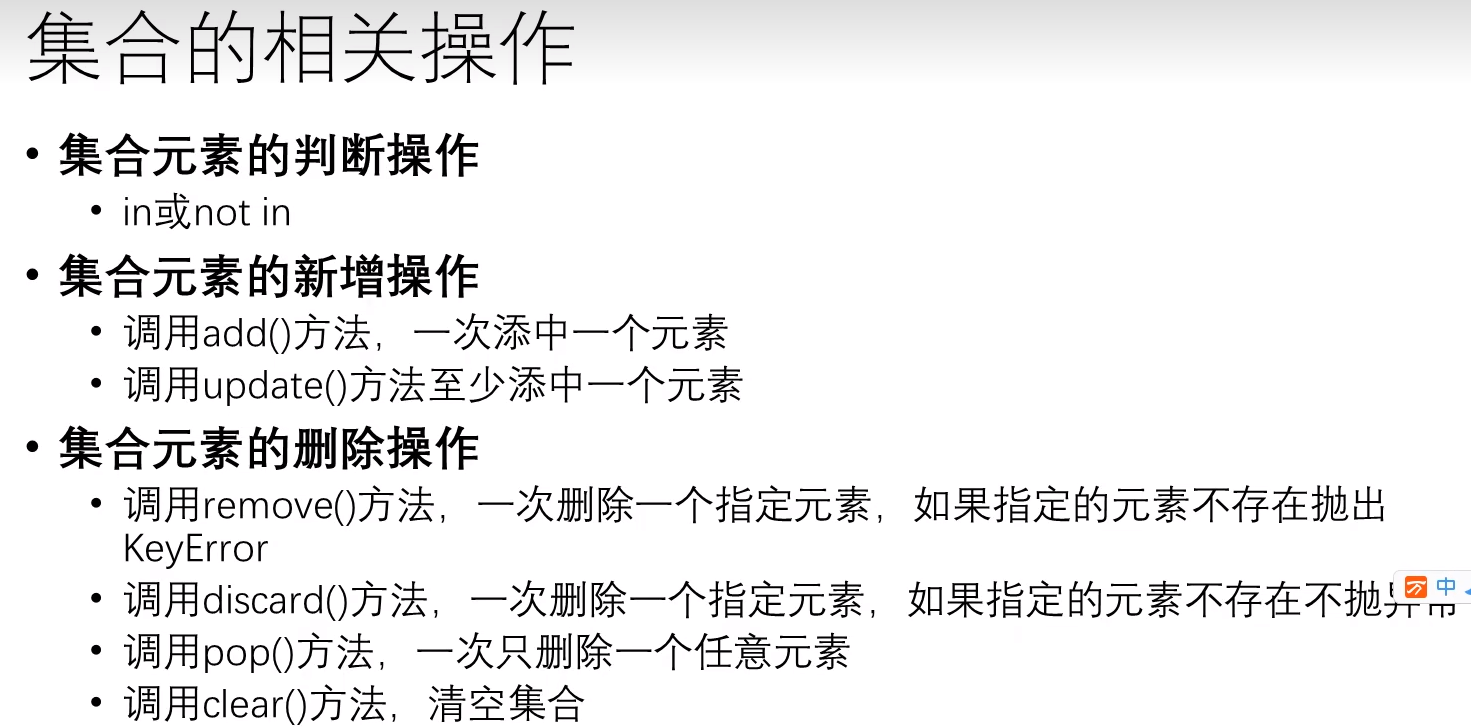 集合的相关操作
• 集合元素的判断操作
• in或not in
• 集合元素的新增操作
• 调用add()方法，一次添中一个元素
• 调用update()方法至少添中一个元素
• 集合元素的删除操作
• 调用remove()方法，一次删除一个指定元素，如果指定的元素不存在抛出
KeyError
• 调用discard()方法，一次删除一个指定元素，如果指定的元素不存在不抛异常
中
• 调用pop()方法，一次只删除一个任意元素
• 调用clear()方法，清空集合